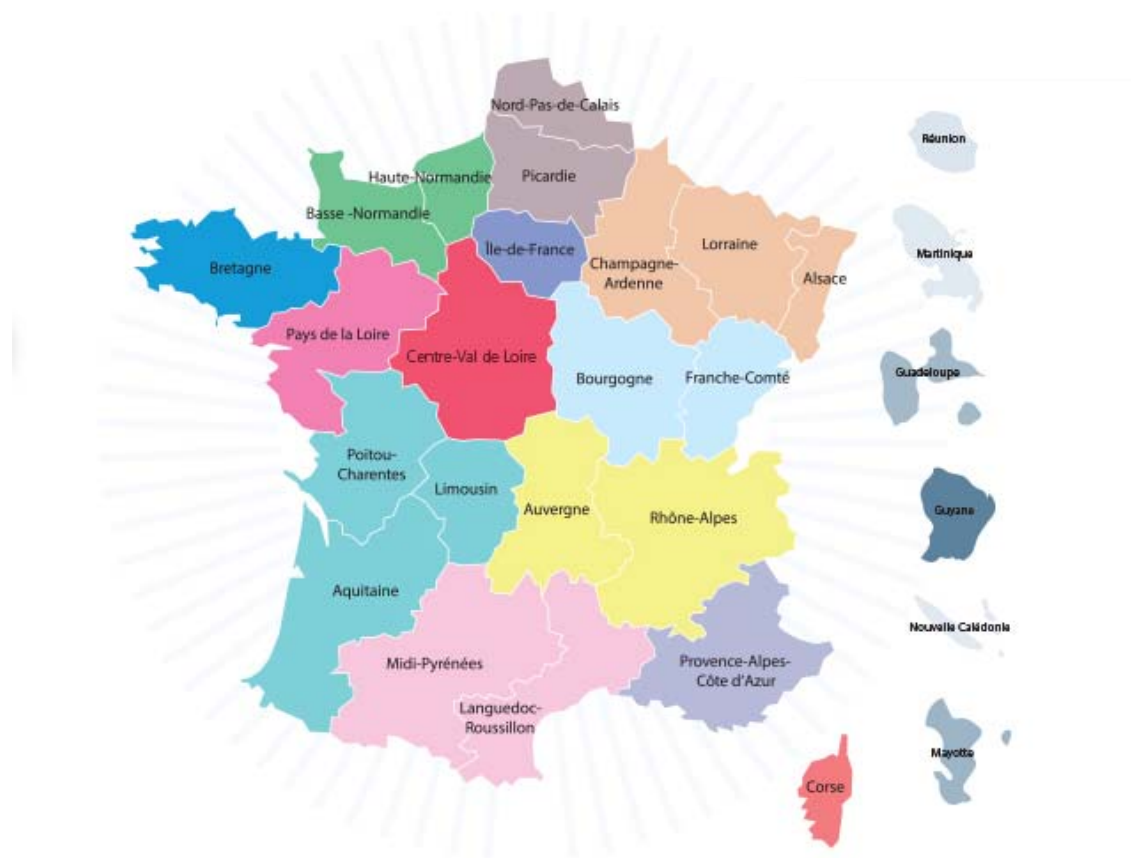 Nord-Pas-de-Calais
Haute-Normandie
Picardie
Basse -Normandie
Île-de-France
Lorraine
Bretagne
Champagne-
Ardenne
Alsace
Pays de la Loire
Centre-Val de Loire
Bourgogne
Franche-Comté
Poitou-
Charentes
Limousin
Auvergne
Rhône-Alpes
Aquitaine
Midi-Pyrénées
Provence-Alpes-
Côte d'Azur
Languedoc-
Roussillon
Corse
Réunion
Martinique
Guadeloupe
Guyane
Nouvelle Calédonie
Mayotte